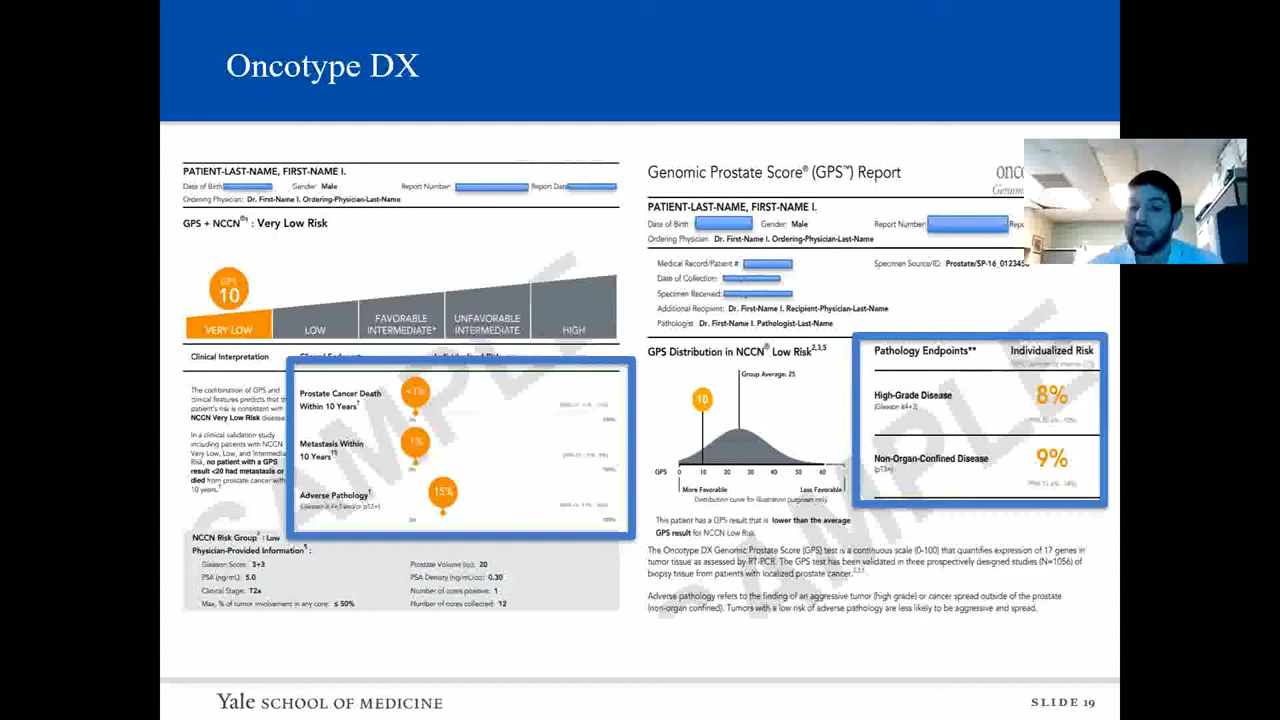 Oncotype DX
PATIENT-LAST-NAME, FIRST-NAME I.
Date of Birth Gender: Male Report Number: Report Date:
Ordering Physician: Dr. First-Name I. Ordering-Physician-Last-Name
GPS + NCCN®¹ : Very Low Risk
GPS
10
VERY LOW
LOW
FAVORABLE
INTERMEDIATE*
UNFAVORABLE
INTERMEDIATE
HIGH
Clinical Interpretation
The combination of GPS and
clinical features predicts that th
patient's risk is consistent with
NCCN Very Low Risk disease
In a clinical validation study
including patients with NCCN
Very Low, Low, and Intermedia
Risk, no patient with a GPS
result <20 had metastasis or
died from prostate cancer wit
10 years.
Prostate Cancer Death
Within 10 Years†
<1%
0%
100%
Metastasis Within
10 Years
0%
100%
Adverse Pathology†
(Gleason ≥4+3 and/or pT3+)
15%
0%
100%
NCCN Risk Group : Low
Physician-Provided Information¶ :
Gleason Score: 3+3
PSA (ng/mL): 5.0
Clinical Stage: T2a
Max. % of tumor involvement in any core: ≤ 50%
Prostate Volume (cc): 20
PSA Density (ng/mL/cc): 0.30
Number of cores positive: 1
Number of cores collected: 12
SAMPLE
Genomic Prostate Score® (GPS™) Report
onc
Genom
PATIENT-LAST-NAME, FIRST-NAME I.
Date of Birth Gender: Male Report Number: Repo
Ordering Physician: Dr. First-Name I. Ordering-Physician-Last-Name
Medical Record/Patient #:
Specimen Source/ID: Prostate/SP-16_012345
Date of Collection:
Specimen Received:
Additional Recipient: Dr. First-Name I. Recipient-Physician-Last-Name
Pathologist: Dr. First-Name I. Pathologist-Last-Name
GPS Distribution in NCCN® Low Risk2,3,5
Group Average: 25
10
GPS 0 10 20 30 40 50 60
More Favorable Less Favorable
Distribution curve for illustration purposes only
This patient has a GPS result that is lower than the average
GPS result for NCCN Low Risk.
Pathology Endpoints** Individualized Risk
High-Grade Disease
(Gleason ≥4+3)
8%
Non-Organ-Confined Disease
(pT3+)
9%
The Oncotype DX Genomic Prostate Score (GPS) test is a continuous scale (0-100) that quantifies expression of 17 genes in
tumor tissue as assessed by RT-PCR. The GPS test has been validated in three prospectively designed studies (N=1056) of
biopsy tissue from patients with localized prostate cancer.
Adverse pathology refers to the finding of an aggressive tumor (high grade) or cancer spread outside of the prostate
(non-organ confined). Tumors with a low risk of adverse pathology are less likely to be aggressive and spread.
SAMPLE
Yale SCHOOL OF MEDICINE
SLIDE 19